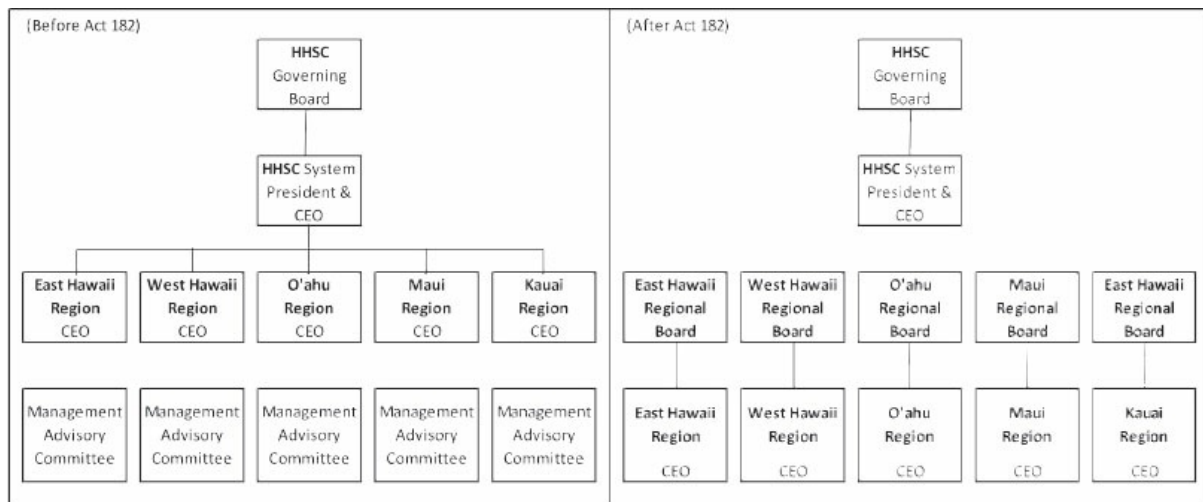 (Before Act 182)
HHSC
Governing
Board
HHSC System
President &
CEO
East Hawaii
Region
CEO
West Hawaii
Region
CEO
O'ahu
Region
CEO
Maui
Region
CEO
Kauai
Region
CEO
Management
Advisory
Committee
Management
Advisory
Committee
Management
Advisory
Committee
Management
Advisory
Committee
Management
Advisory
Committee
(After Act 182)
HHSC
Governing
Board
HHSC System
President &
CEO
East Hawaii
Regional
Board
West Hawaii
Regional
Board
O'ahu
Regional
Board
Maui
Regional
Board
East Hawaii
Regional
Board
East Hawaii
Region
CEO
West Hawaii
Region
CEO
O'ahu
Region
CEO
Maui
Region
CEO
Kauai
Region
CEO